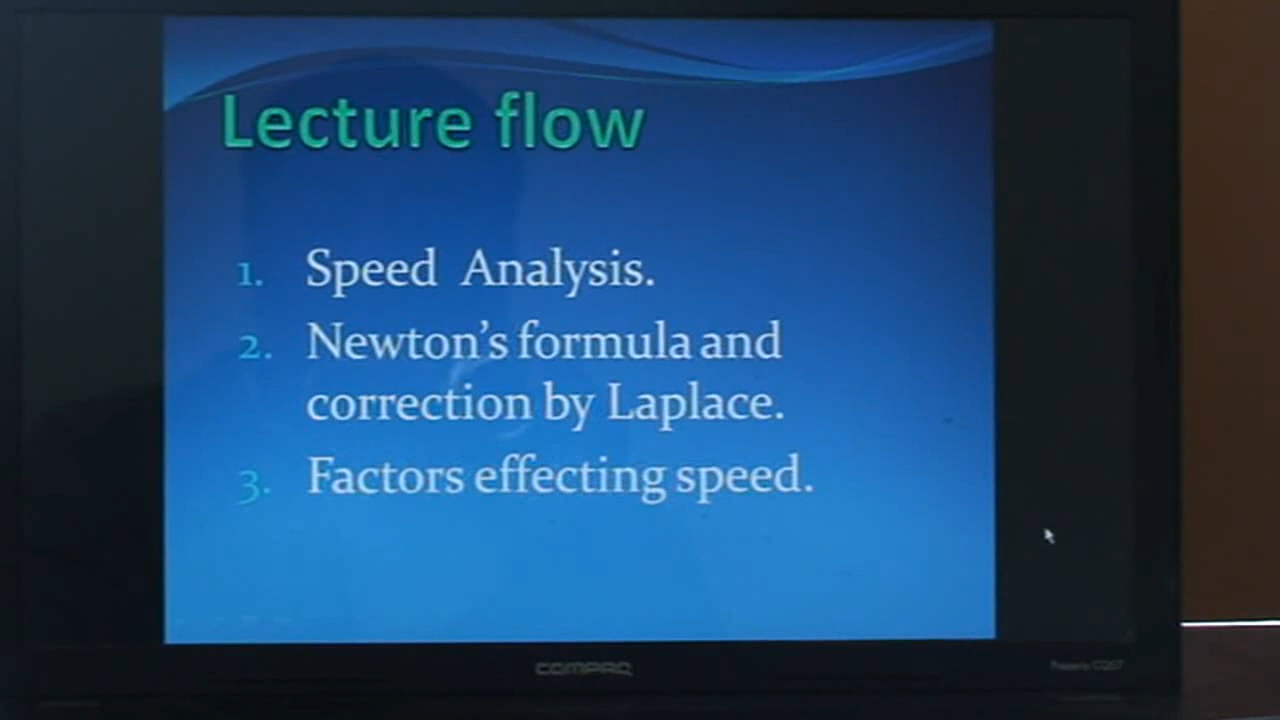 Lecture flow
1. Speed Analysis.
2. Newton's formula and
correction by Laplace.
3. Factors effecting speed.
COMPAQ